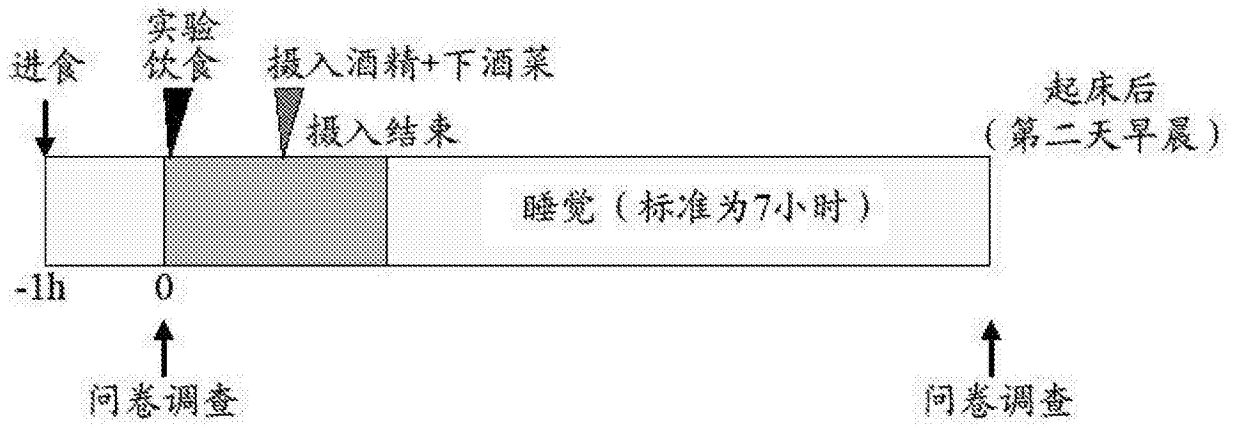 进食
实验
饮食
摄入酒精+下酒菜
摄入结束
起床后
（第二天早晨）
睡觉（标准为7小时）
-1h
0
问卷调查
问卷调查